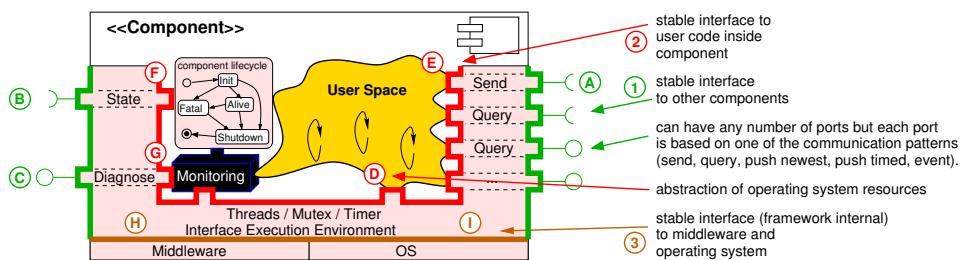 <<Component>>
component lifecycle
Init
Alive
Fatal
Shutdown
User Space
Monitoring
B
State
F
G
C
Diagnose
E
D
Send
Query
Query
...
A
H
Threads / Mutex / Timer
Interface Execution Environment
I
Middleware
OS
2
stable interface to
user code inside
component
1
stable interface
to other components
can have any number of ports but each port
is based on one of the communication patterns
(send, query, push newest, push timed, event).
abstraction of operating system resources
3
stable interface (framework internal)
to middleware and
operating system